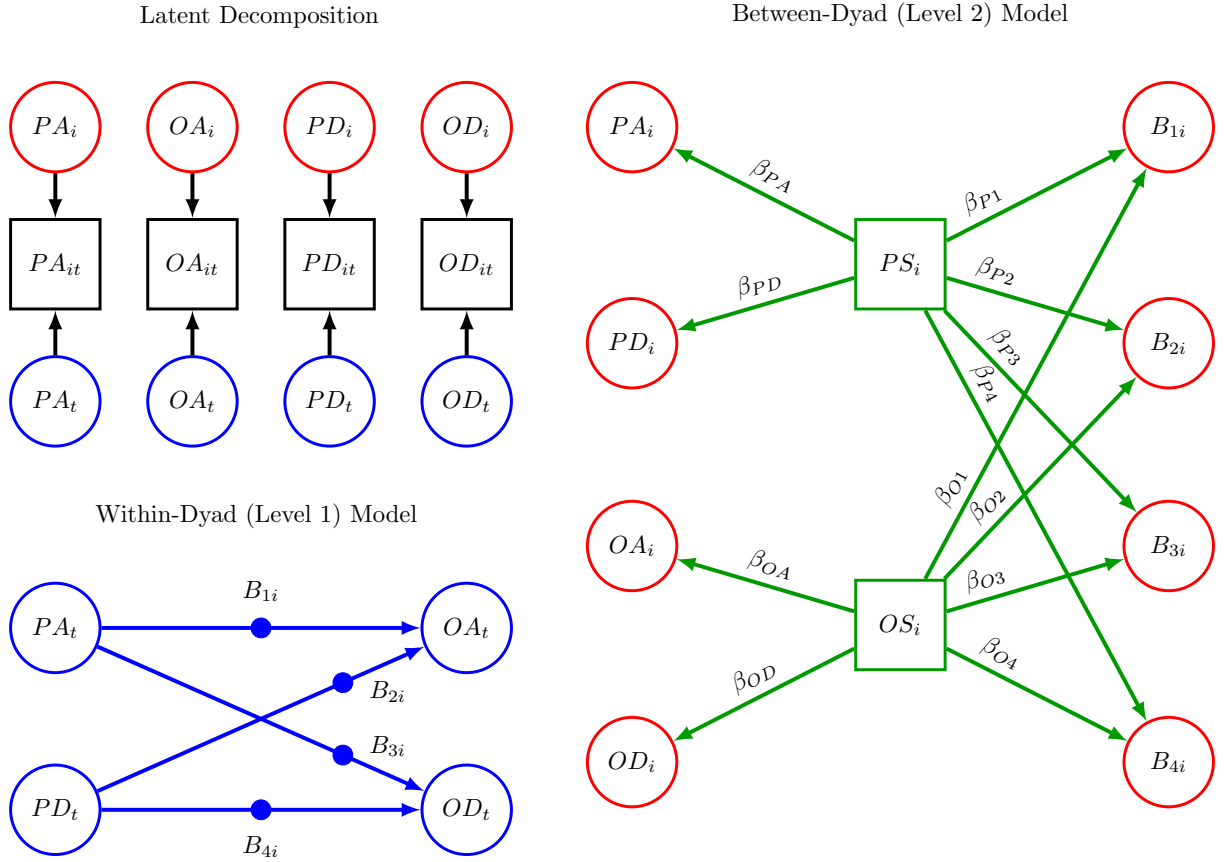 Latent Decomposition
PA_i OA_i PD_i OD_i
PA_it OA_it PD_it OD_it
PA_t OA_t PD_t OD_t
Within-Dyad (Level 1) Model
B_1i
PA_t OA_t
B_2i
B_3i
PD_t OD_t
B_4i
Between-Dyad (Level 2) Model
PA_i B_1i
β_PA β_P1
PS_i
β_PD β_P2
PD_i B_2i
β_P3
β_P4
β_O1 β_O2
OA_i B_3i
β_OA β_O3
OS_i
β_OD β_O4
OD_i B_4i